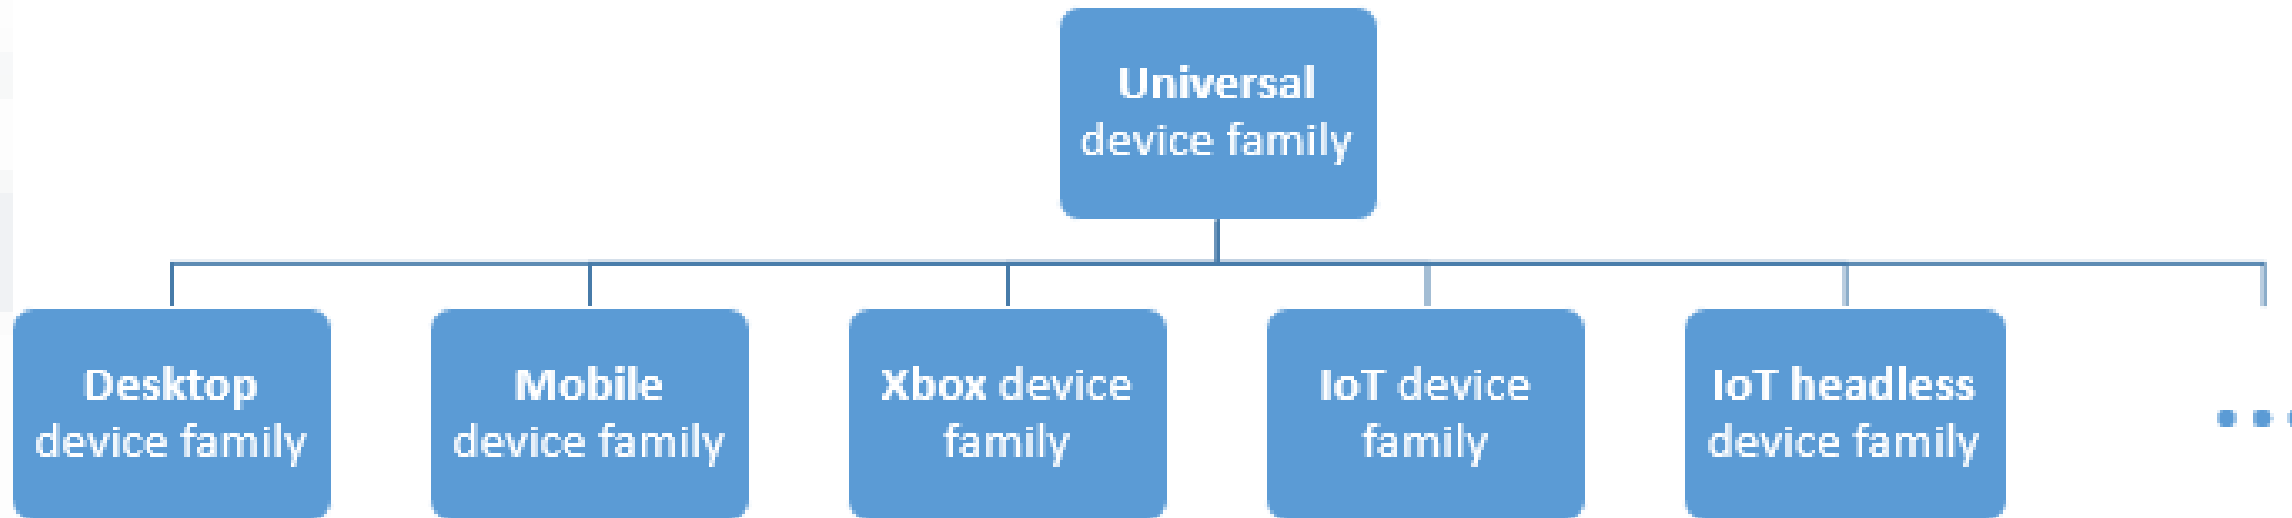 Universal
device family
Desktop
device family
Mobile
device family
Xbox device
family
IoT device
family
IoT headless
device family
...